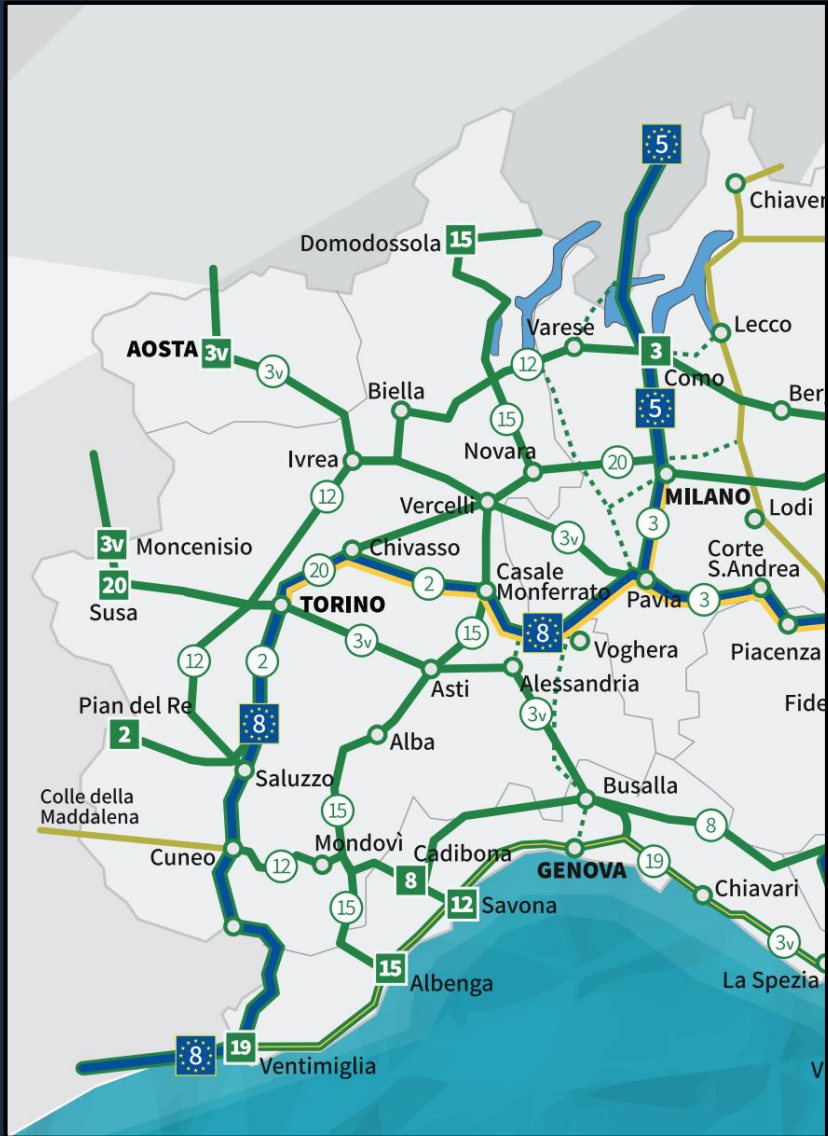 5
Chiaven
Domodossola
15
AOSTA
3v
3v
Varese
Lecco
12
3
Como
Biella
5
Berg
15
Ivrea
Novara
20
12
Vercelli
MILANO
Lodi
3v
3
3v
Moncenisio
Chivasso
Corte
S.Andrea
20
Susa
20
2
Casale
Monferrato
Pavia
3
TORINO
8
15
3v
Voghera
Piacenza
12
2
Asti
Alessandria
Pian del Re
3v
Fide
2
8
Alba
Saluzzo
Busalla
Colle della
Maddalena
15
8
Mondovì
Cadibona
Cuneo
12
8
GENOVA
19
15
12
Savona
Chiavari
3v
15
Albenga
La Spezia
8
19
Ventimiglia
V